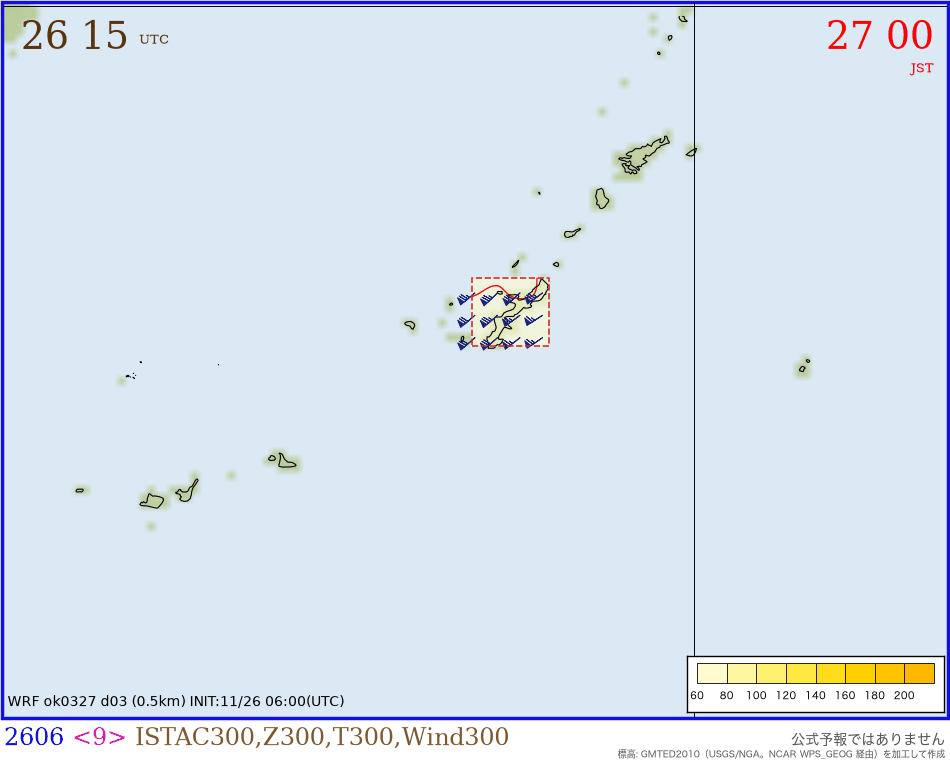 26 15 UTC
27 00
JST
60 80 100 120 140 160 180 200
WRF ok0327 d03 (0.5km) INIT:11/26 06:00(UTC)
2606 <9> ISTAC300,Z300,T300,Wind300
公式予報ではありません
標高: GMTED2010（USGS/NGA。NCAR WPS_GEOG 経由）を加工して作成